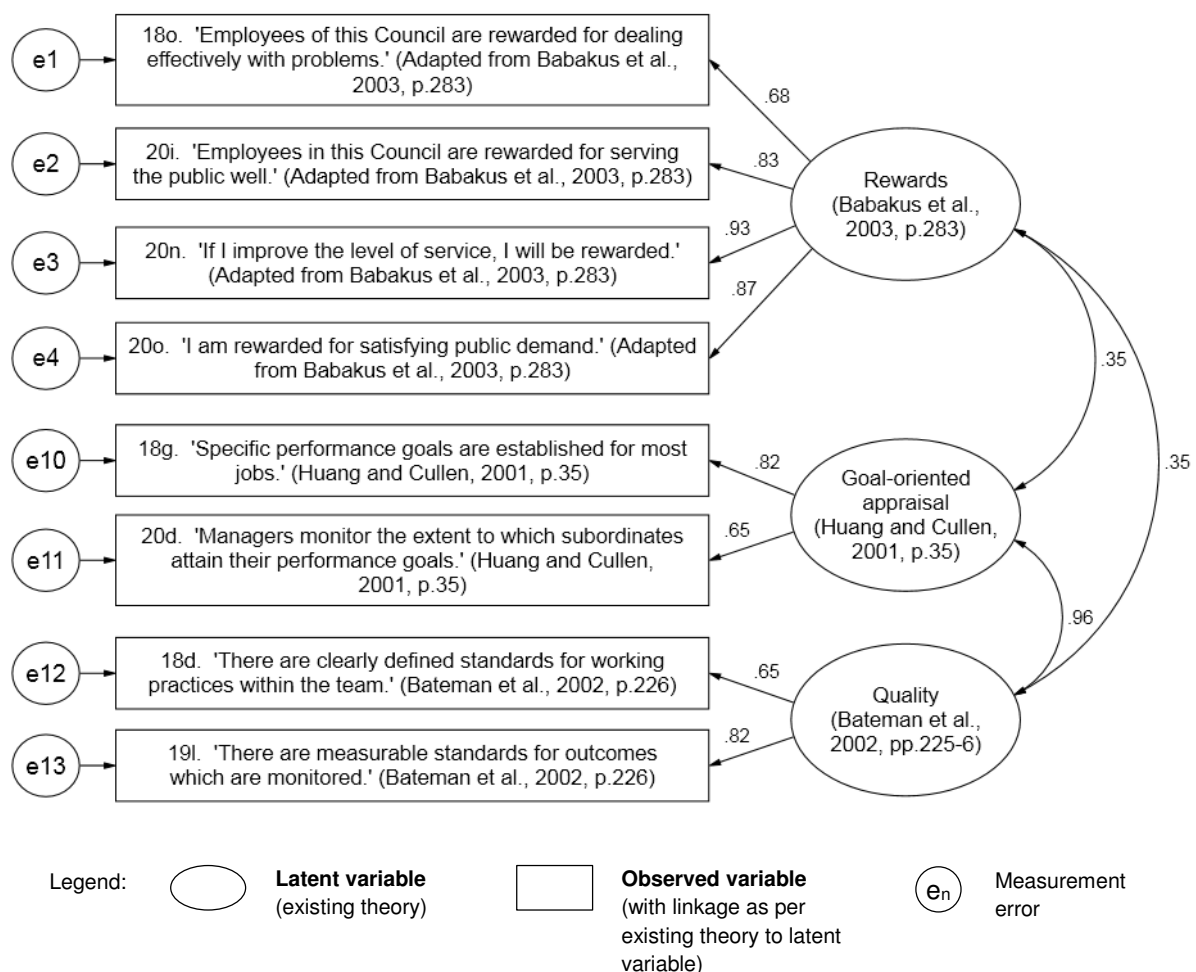 e1
18o. 'Employees of this Council are rewarded for dealing
effectively with problems.' (Adapted from Babakus et al.,
2003, p.283)
.68
e2
20i. 'Employees in this Council are rewarded for serving
the public well.' (Adapted from Babakus et al., 2003, p.283)
.83
Rewards
(Babakus et al.,
2003, p.283)
e3
20n. 'If I improve the level of service, I will be rewarded.'
(Adapted from Babakus et al., 2003, p.283)
.93
e4
20o. 'I am rewarded for satisfying public demand.' (Adapted
from Babakus et al., 2003, p.283)
.87
.35
e10
18g. 'Specific performance goals are established for most
jobs.' (Huang and Cullen, 2001, p.35)
.82
Goal-oriented
appraisal
(Huang and Cullen,
2001, p.35)
.35
e11
20d. 'Managers monitor the extent to which subordinates
attain their performance goals.' (Huang and Cullen,
2001, p.35)
.65
.96
e12
18d. 'There are clearly defined standards for working
practices within the team.' (Bateman et al., 2002, p.226)
.65
Quality
(Bateman et al.,
2002, pp.225-6)
e13
19l. 'There are measurable standards for outcomes
which are monitored.' (Bateman et al., 2002, p.226)
.82
Legend:
Latent variable
(existing theory)
Observed variable
(with linkage as per
existing theory to latent
variable)
en
Measurement
error